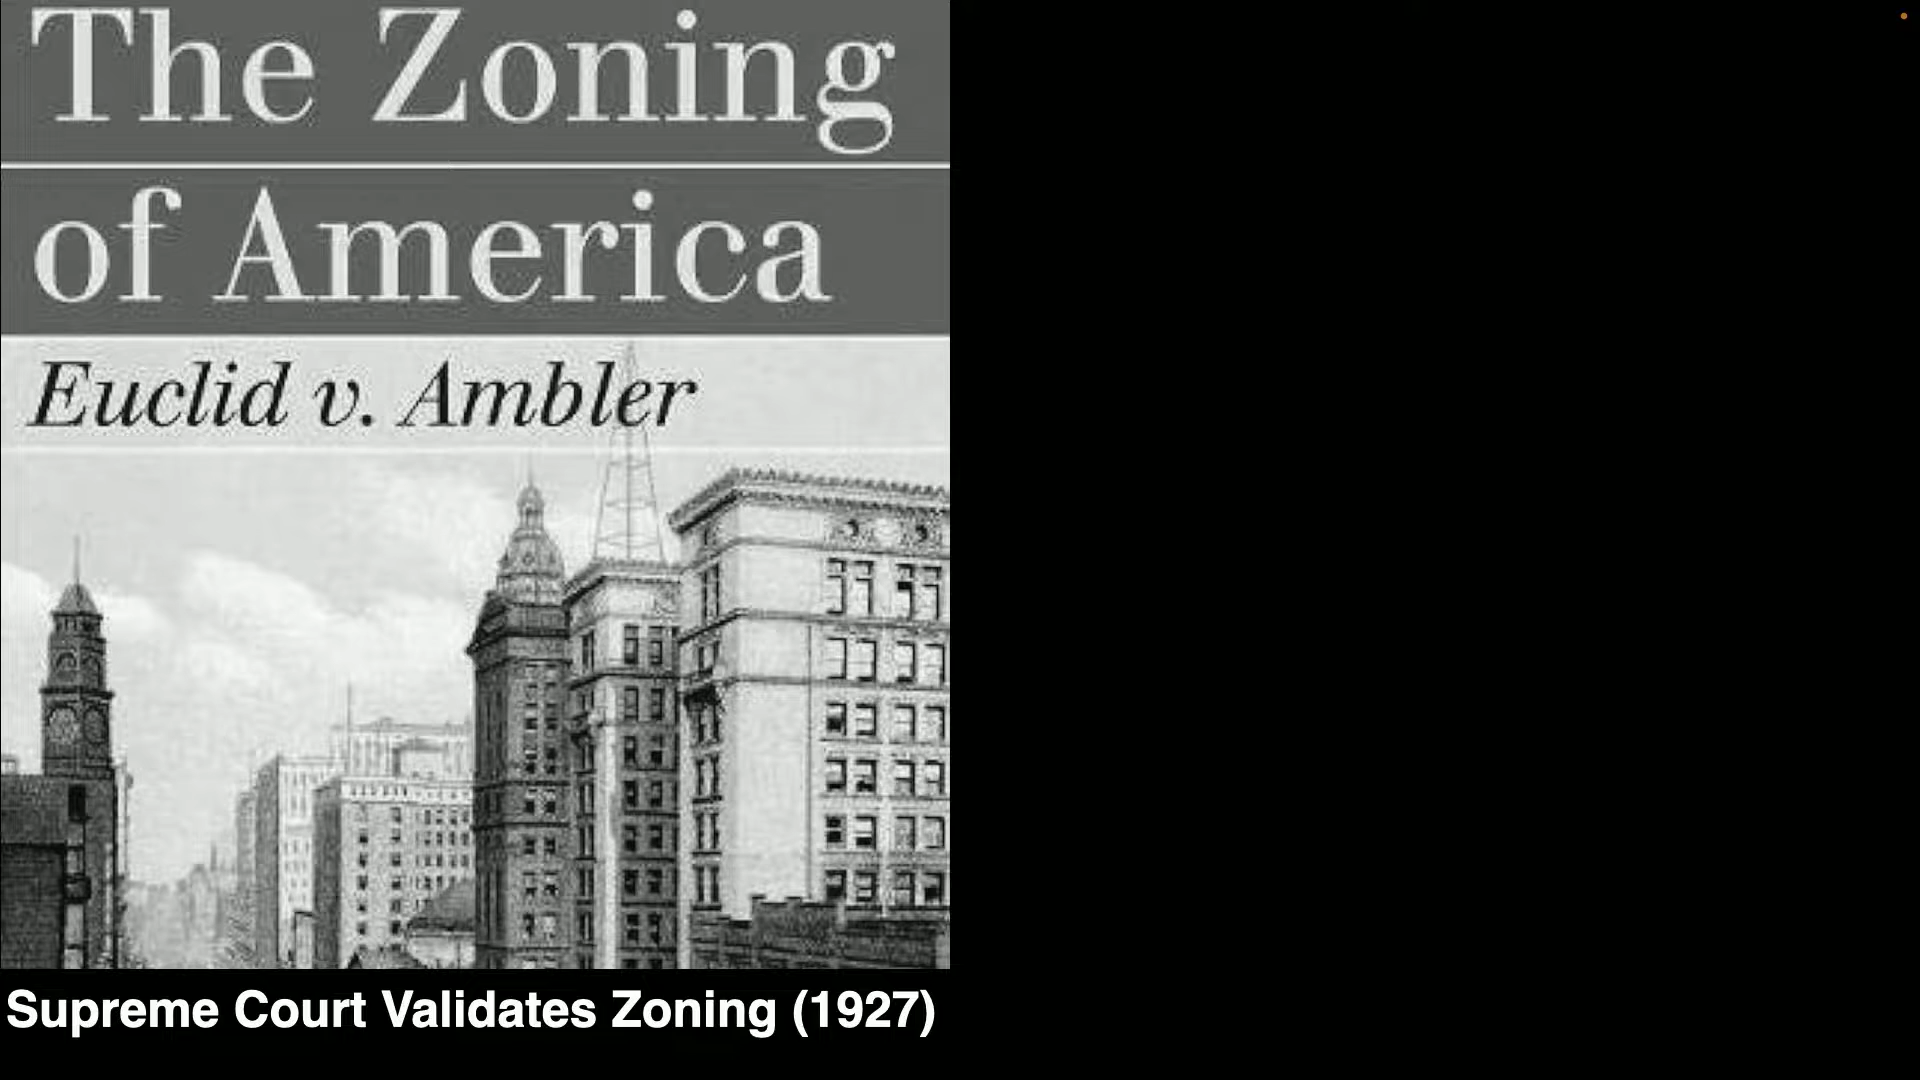 The Zoning
of America
Euclid v. Ambler
Supreme Court Validates Zoning (1927)